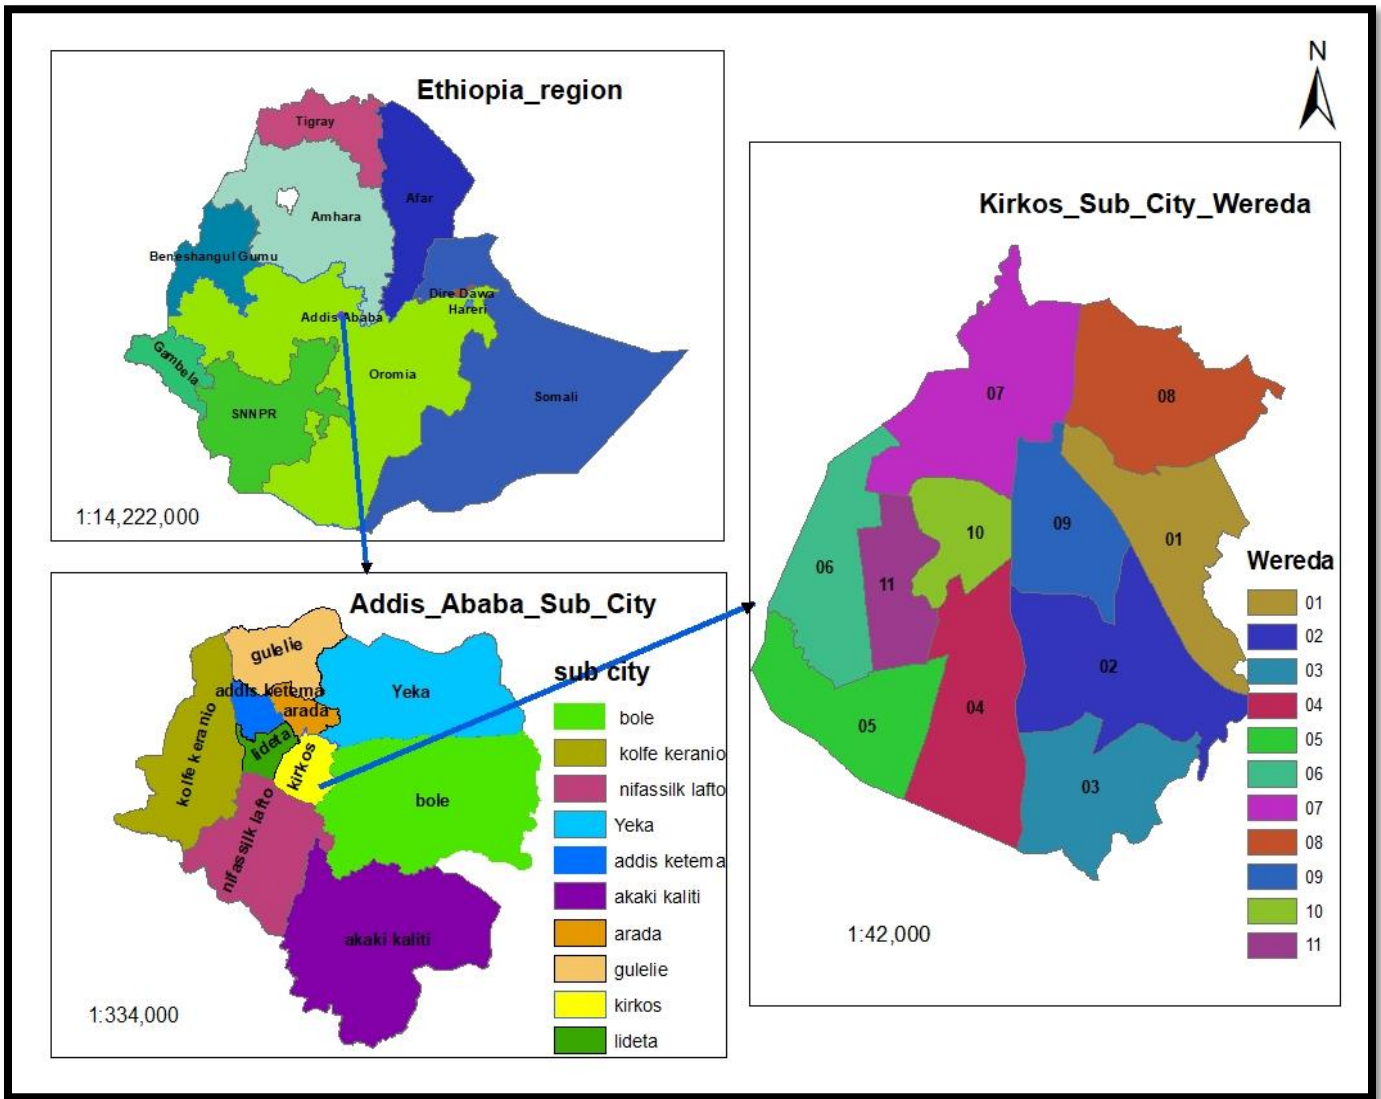 Ethiopia_region
Tigray
Afar
Amhara
Beneshangul Gumu
Dire Dawa
Hareri
Addis Ababa
Gambela
Oromia
Somali
SNNPR
1:14,222,000
Addis_Ababa_Sub_City
gulelie
addis ketema
arada
Yeka
lideta
kirkos
kolfe keranio
bole
nifassilk lafto
akaki kaliti
1:334,000
sub city
bole
kolfe keranio
nifassilk lafto
Yeka
addis ketema
akaki kaliti
arada
gulelie
kirkos
lideta
N
Kirkos_Sub_City_Wereda
07
08
09
10
01
06
11
02
04
05
03
1:42,000
Wereda
01
02
03
04
05
06
07
08
09
10
11